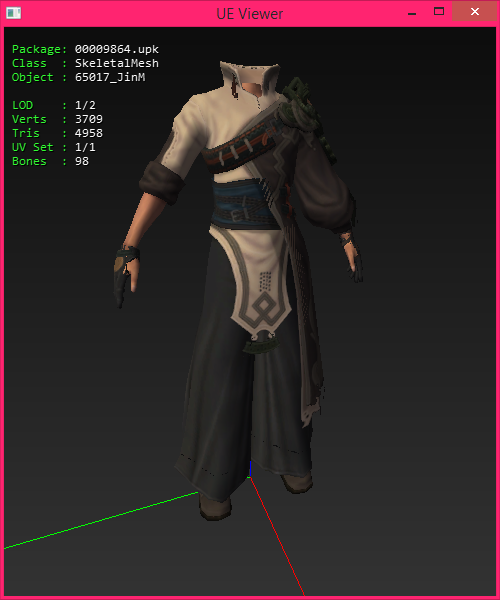 UE Viewer
Package: 00009864.upk
Class : SkeletalMesh
Object : 65017_JinM
LOD : 1/2
Verts : 3709
Tris : 4958
UV Set : 1/1
Bones : 98